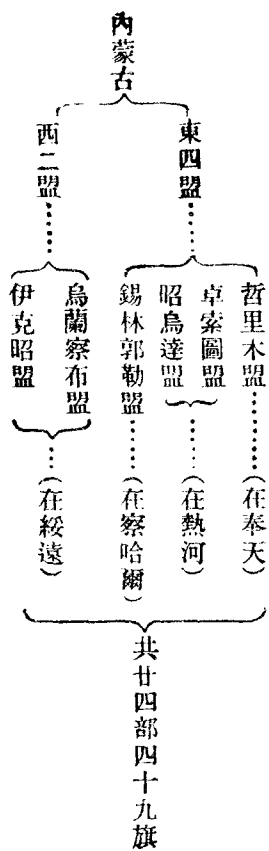 內蒙古
東四盟……
哲里木盟……(在奉天)
卓索圖盟
昭烏達盟
……(在熱河)
錫林郭勒盟……(在察哈爾)
西二盟……
烏蘭察布盟
伊克昭盟
……(在綏遠)
共廿四部四十九旗